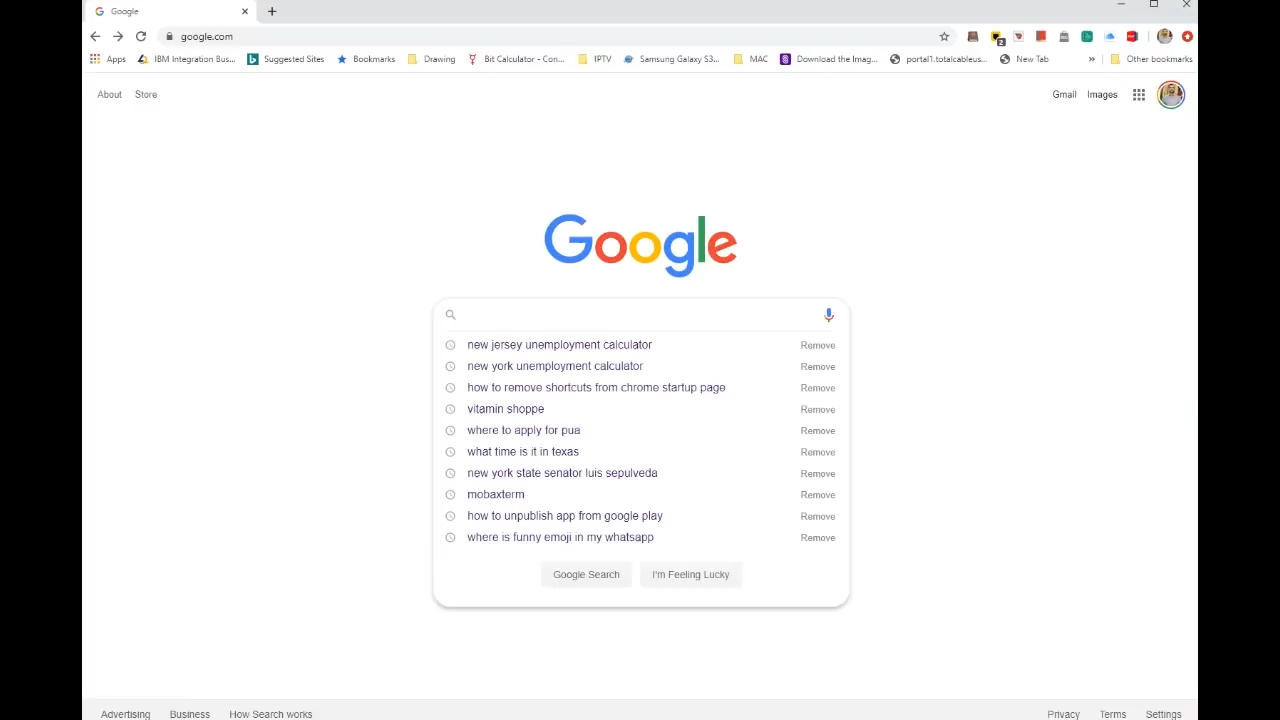 Google
google.com
2
Apps IBM Integration Bus... Suggested Sites Bookmarks Drawing Bit Calculator - Con... IPTV Samsung Galaxy S3... MAC Download the Imag... portal1.totalcableus... New Tab » Other bookmarks
About Store Gmail Images
Google
new jersey unemployment calculator Remove
new york unemployment calculator Remove
how to remove shortcuts from chrome startup page Remove
vitamin shoppe Remove
where to apply for pua Remove
what time is it in texas Remove
new york state senator luis sepulveda Remove
mobaxterm Remove
how to unpublish app from google play Remove
where is funny emoji in my whatsapp Remove
Google Search I'm Feeling Lucky
Advertising Business How Search works Privacy Terms Settings